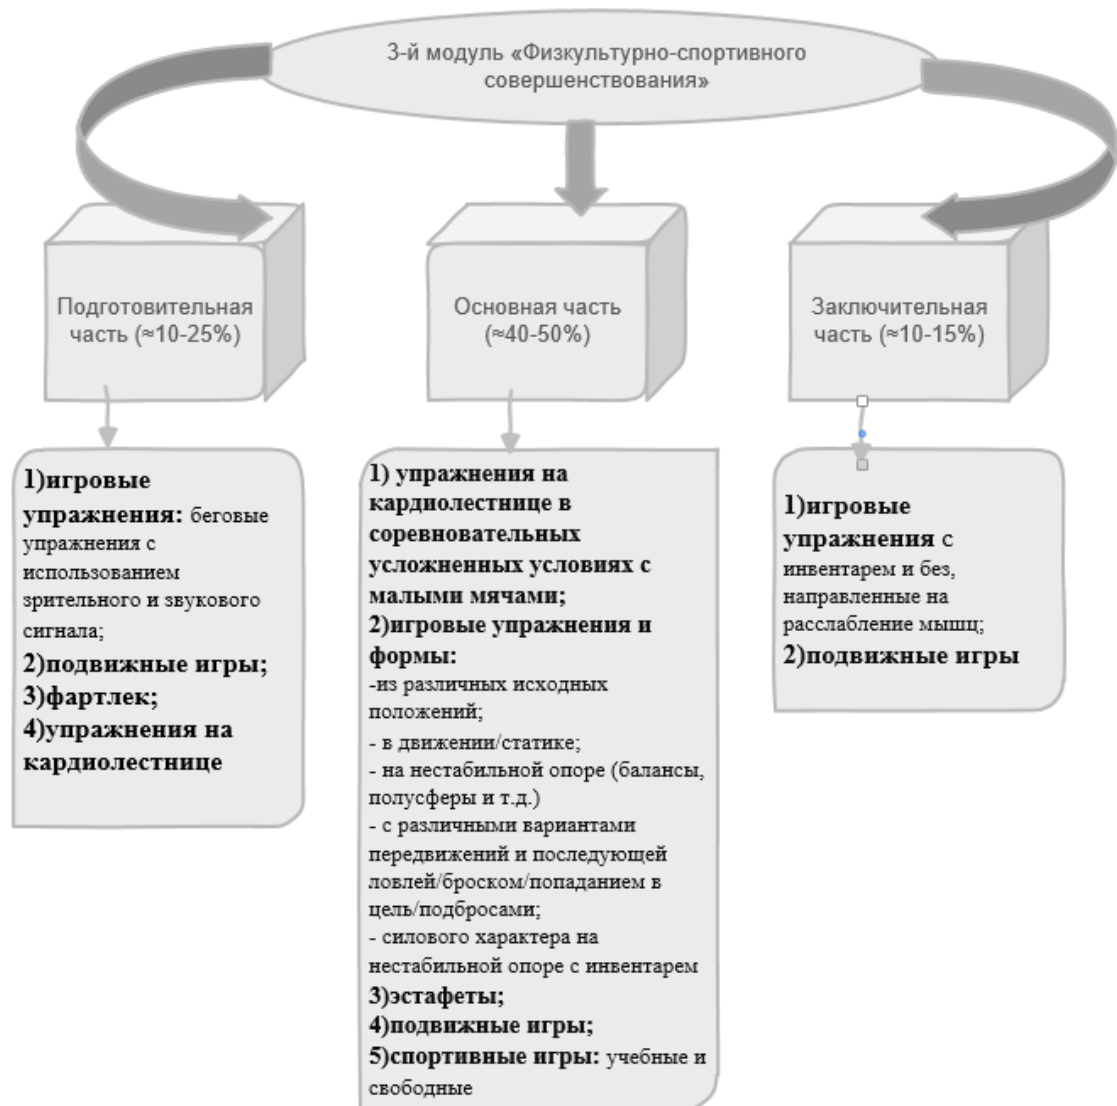 3-й модуль «Физкультурно-спортивного
совершенствования»
Подготовительная
часть (≈10-25%)
Основная часть
(≈40-50%)
Заключительная
часть (≈10-15%)
1)игровые
упражнения: беговые
упражнения с
использованием
зрительного и звукового
сигнала;
2)подвижные игры;
3)фартлек;
4)упражнения на
кардиолестнице
1) упражнения на
кардиолестнице в
соревновательных
усложненных условиях с
малыми мячами;
2)игровые упражнения и
формы:
-из различных исходных
положений;
- в движении/статике;
- на нестабильной опоре (балансы,
полусферы и т.д.)
- с различными вариантами
передвижений и последующей
ловлей/броском/попаданием в
цель/подбросами;
- силового характера на
нестабильной опоре с инвентарем
3)эстафеты;
4)подвижные игры;
5)спортивные игры: учебные и
свободные
1)игровые
упражнения с
инвентарем и без,
направленные на
расслабление мышц;
2)подвижные игры